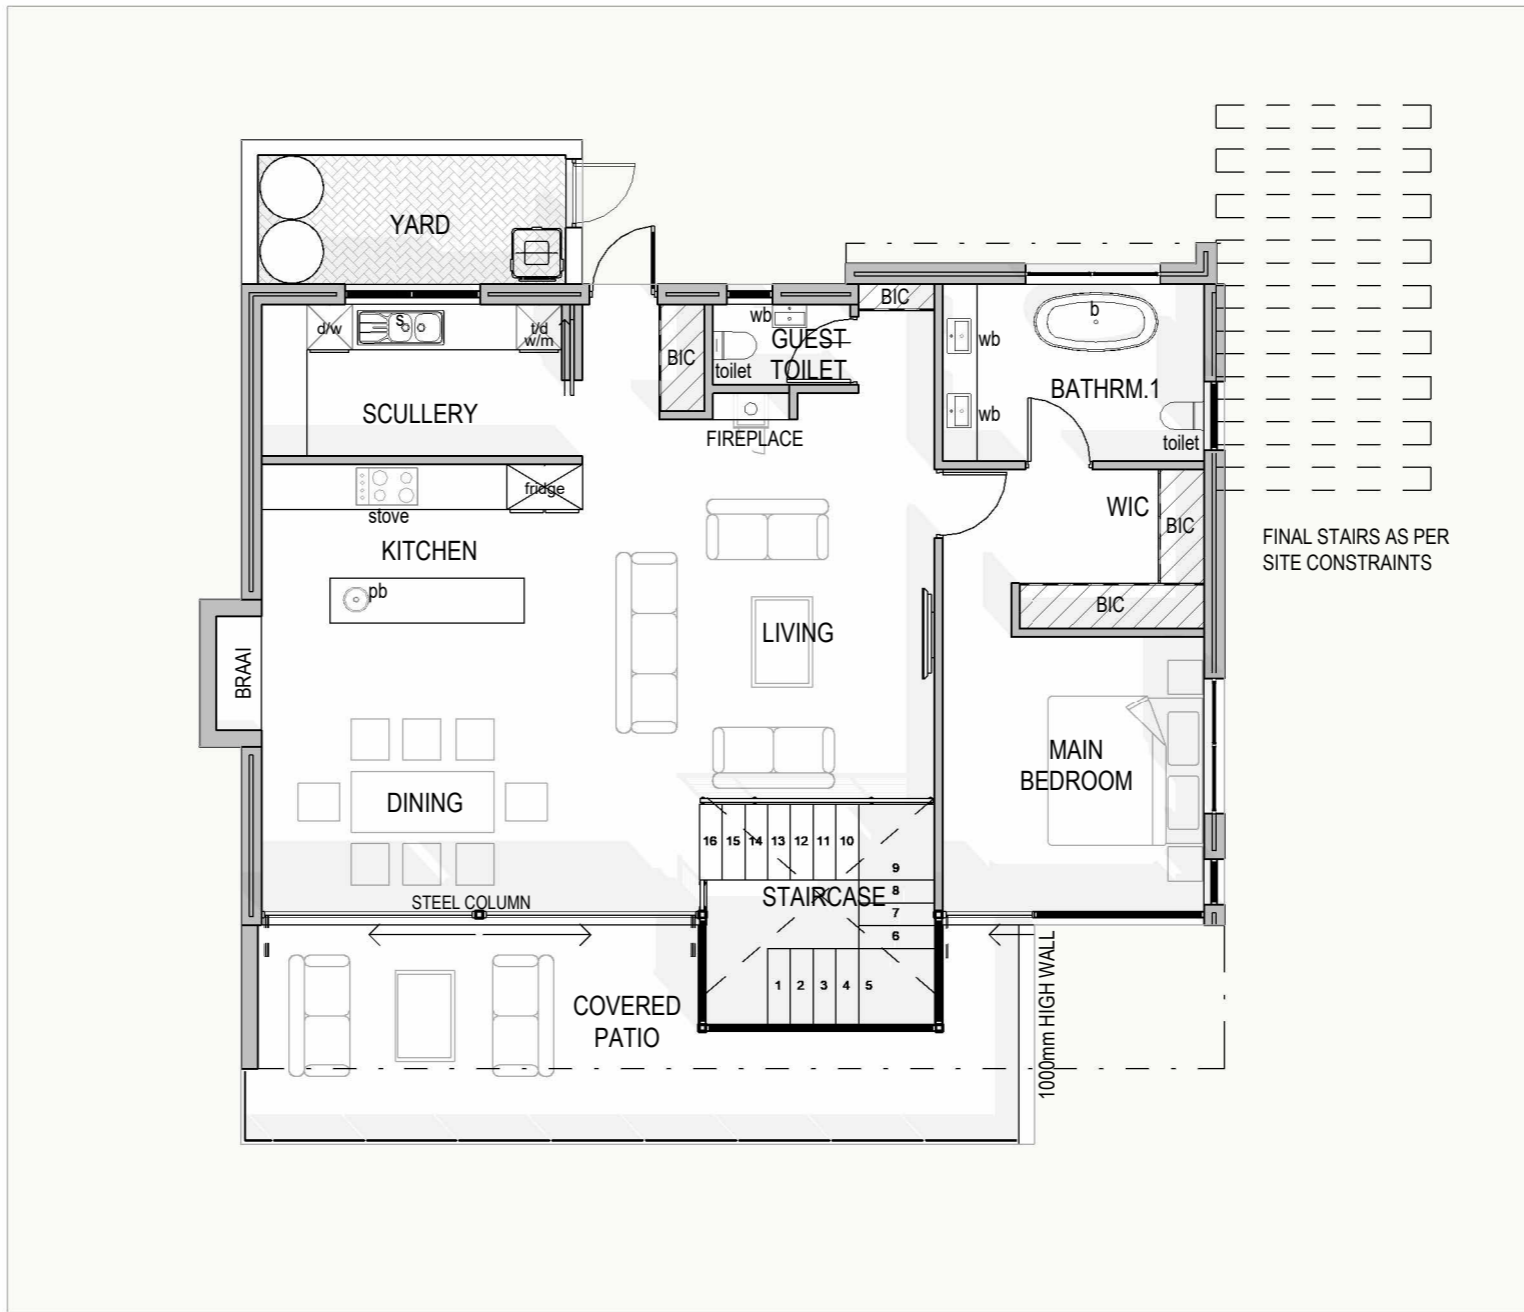 YARD
d/w
s
t/d
w/m
SCULLERY
BIC
wb
GUEST
TOILET
toilet
FIREPLACE
BIC
b
wb
BATHRM.1
wb
toilet
fridge
stove
KITCHEN
pb
WIC
BIC
BIC
FINAL STAIRS AS PER
SITE CONSTRAINTS
BRAAI
LIVING
MAIN
BEDROOM
DINING
16 15 14 13 12 11 10
9
8
7
6
STAIRCASE
STEEL COLUMN
1 2 3 4 5
COVERED
PATIO
1000mm HIGH WALL